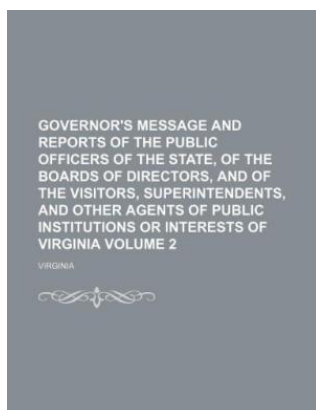 GOVERNOR'S MESSAGE AND
REPORTS OF THE PUBLIC
OFFICERS OF THE STATE, OF THE
BOARDS OF DIRECTORS, AND OF
THE VISITORS, SUPERINTENDENTS,
AND OTHER AGENTS OF PUBLIC
INSTITUTIONS OR INTERESTS OF
VIRGINIA VOLUME 2
VIRGINIA